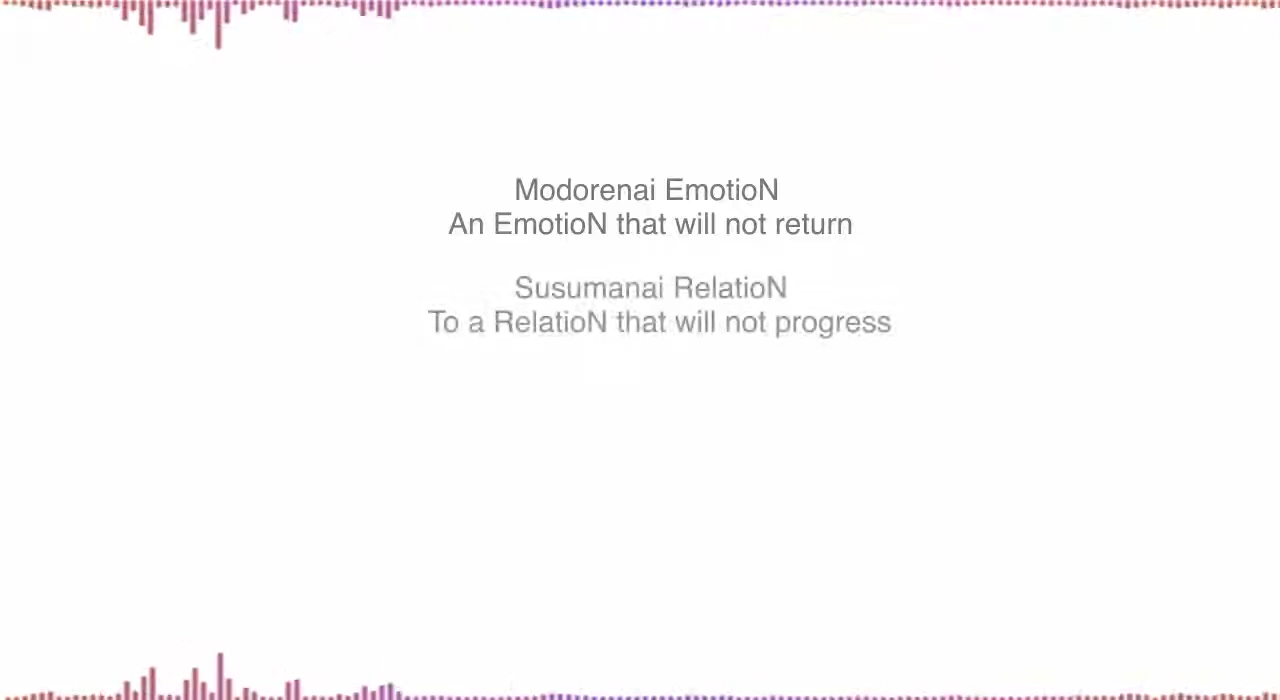 Modorenai EmotioN
An EmotioN that will not return
Susumanai RelatioN
To a RelatioN that will not progress